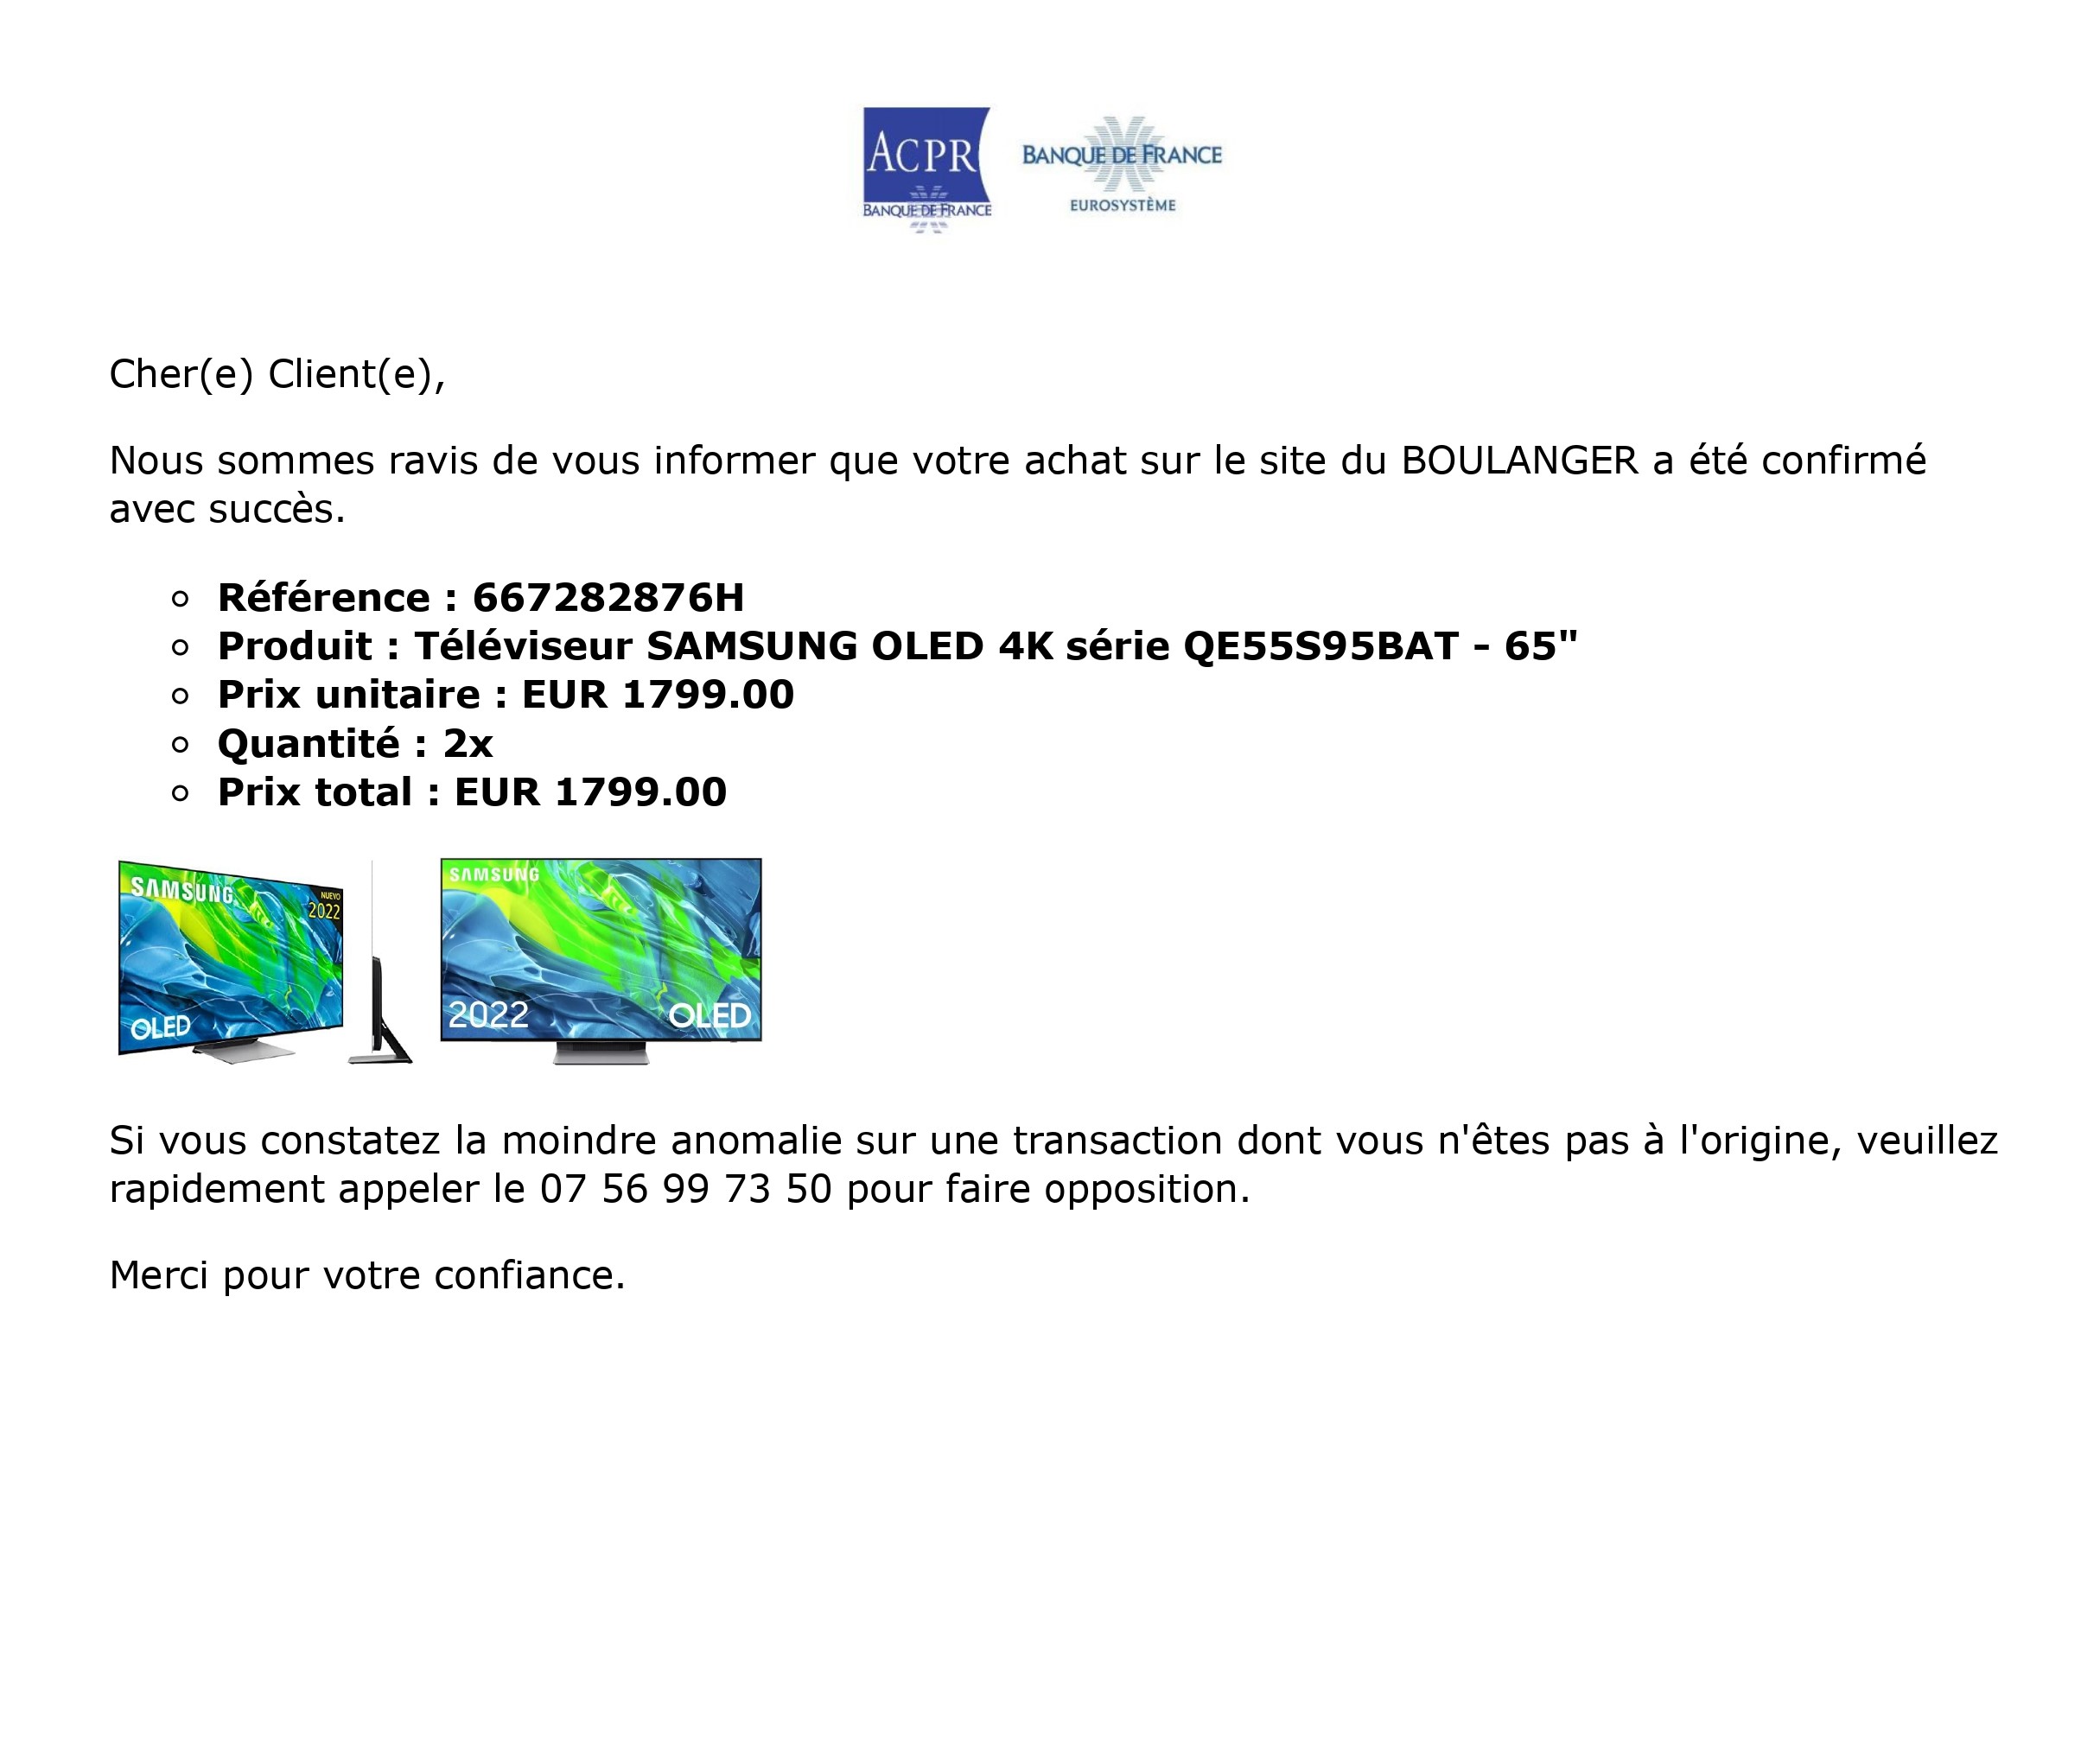 ACPR
BANQUE DE FRANCE
BANQUE DE FRANCE
EUROSYSTÈME
Cher(e) Client(e),
Nous sommes ravis de vous informer que votre achat sur le site du BOULANGER a été confirmé
avec succès.
Référence : 667282876H
Produit : Téléviseur SAMSUNG OLED 4K série QE55S95BAT - 65"
Prix unitaire : EUR 1799.00
Quantité : 2x
Prix total : EUR 1799.00
SAMSUNG
NUEVO
2022
OLED
SAMSUNG
2022
OLED
Si vous constatez la moindre anomalie sur une transaction dont vous n'êtes pas à l'origine, veuillez
rapidement appeler le 07 56 99 73 50 pour faire opposition.
Merci pour votre confiance.